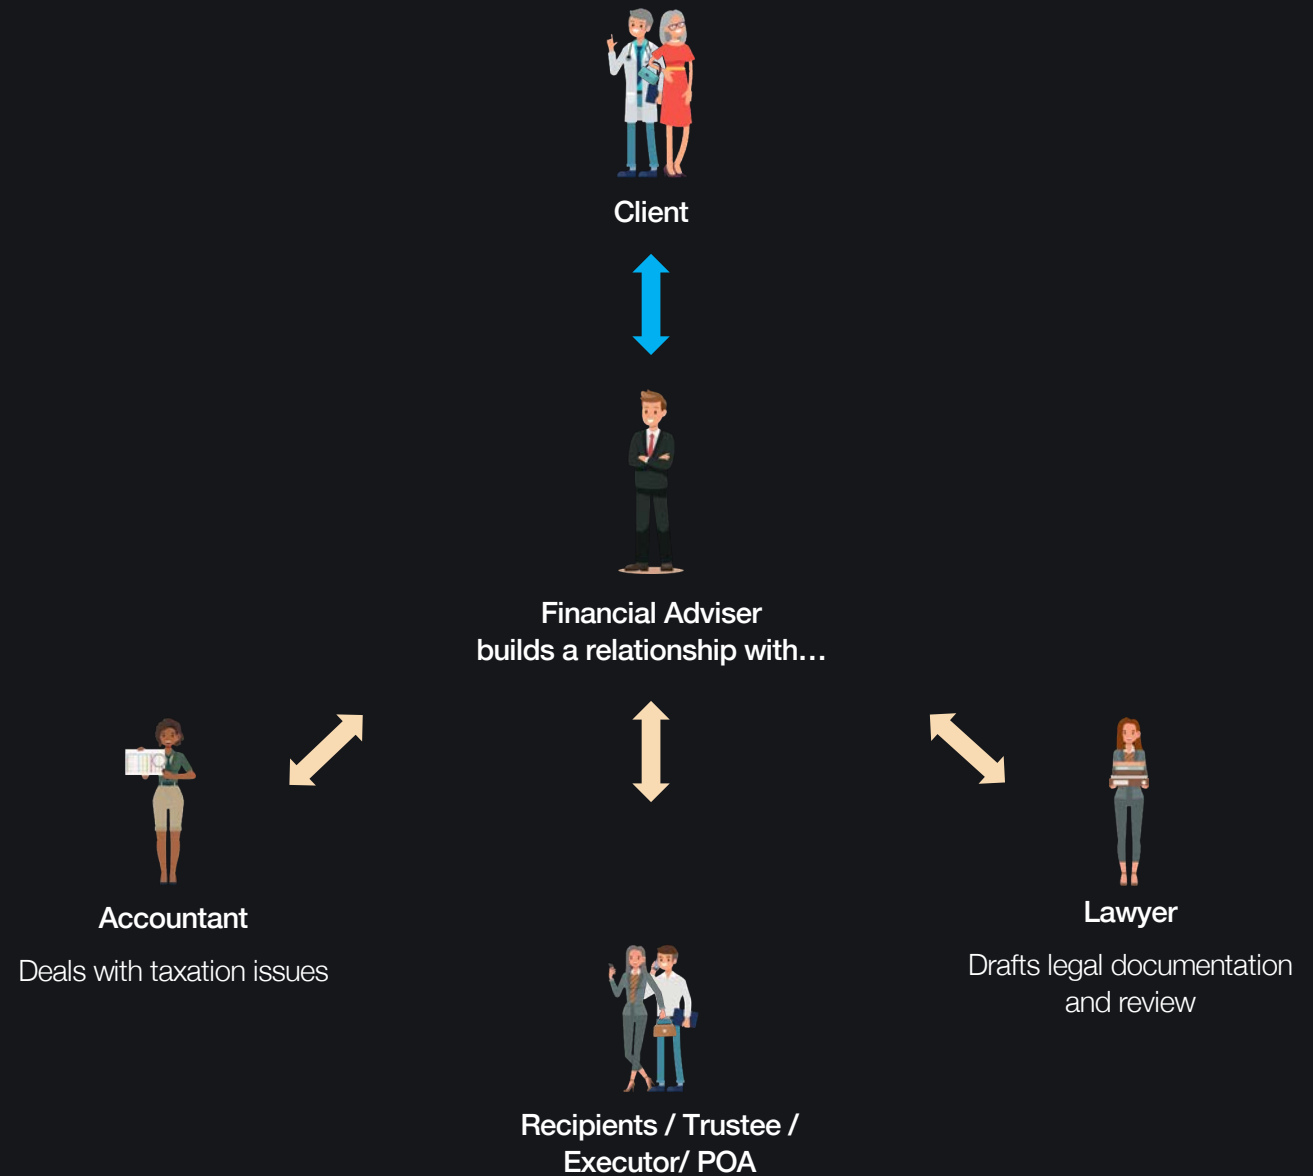 Client
Financial Adviser
builds a relationship with…
Accountant
Deals with taxation issues
Lawyer
Drafts legal documentation
and review
Recipients / Trustee /
Executor/ POA